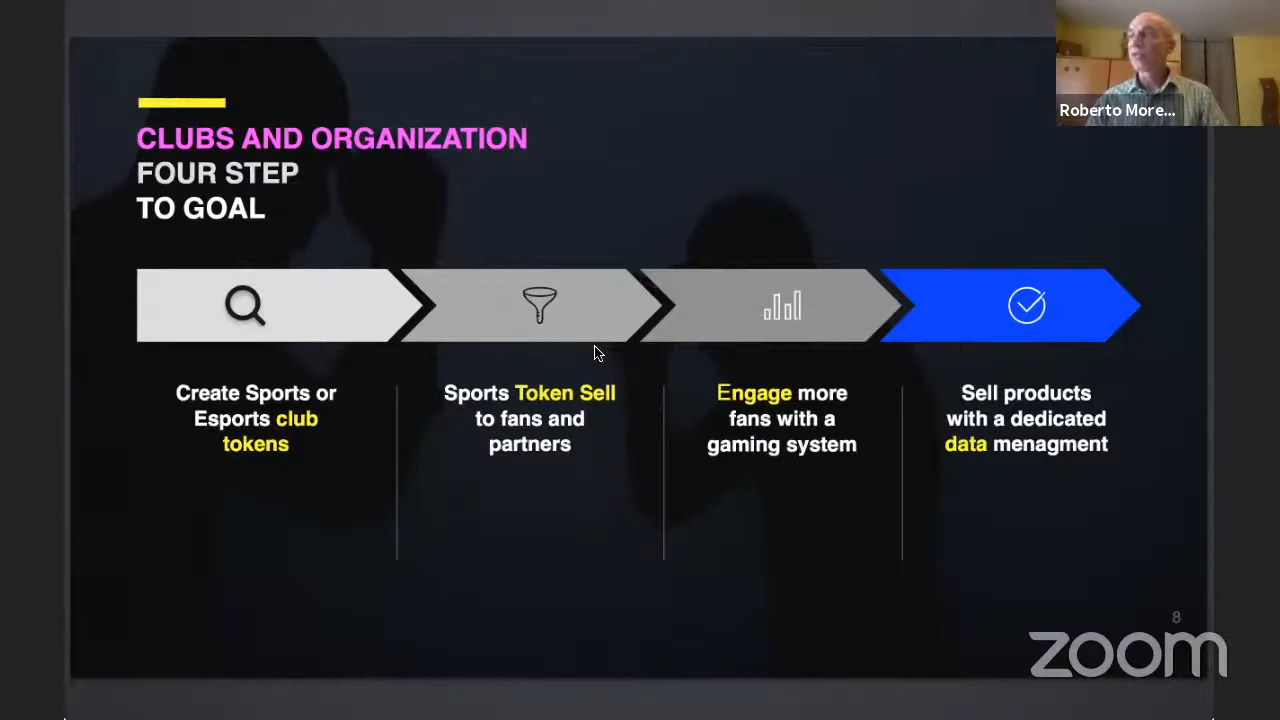 Roberto More...
CLUBS AND ORGANIZATION
FOUR STEP
TO GOAL
Create Sports or
Esports club
tokens
Sports Token Sell
to fans and
partners
Engage more
fans with a
gaming system
Sell products
with a dedicated
data menagment
8
zoom